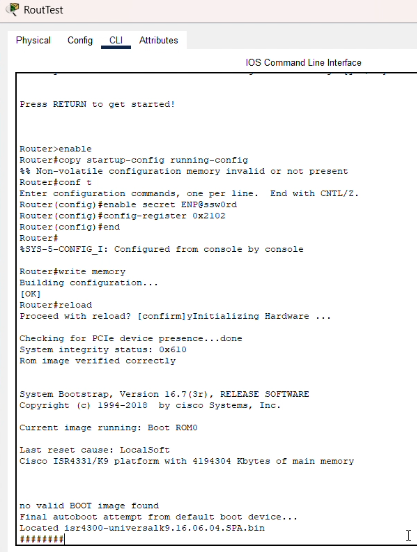 RoutTest
Physical Config CLI Attributes
IOS Command Line Interface
Press RETURN to get started!
Router>enable
Router#copy startup-config running-config
%% Non-volatile configuration memory invalid or not present
Router#conf t
Enter configuration commands, one per line.  End with CNTL/Z.
Router(config)#enable secret ENP@ssw0rd
Router(config)#config-register 0x2102
Router(config)#end
Router#
%SYS-5-CONFIG_I: Configured from console by console
Router#write memory
Building configuration...
[OK]
Router#reload
Proceed with reload? [confirm]yInitializing Hardware ...
Checking for PCIe device presence...done
System integrity status: 0x610
Rom image verified correctly
System Bootstrap, Version 16.7(3r), RELEASE SOFTWARE
Copyright (c) 1994-2018  by cisco Systems, Inc.
Current image running: Boot ROM0
Last reset cause: LocalSoft
Cisco ISR4331/K9 platform with 4194304 Kbytes of main memory
no valid BOOT image found
Final autoboot attempt from default boot device...
Located isr4300-universalk9.16.06.04.SPA.bin
########